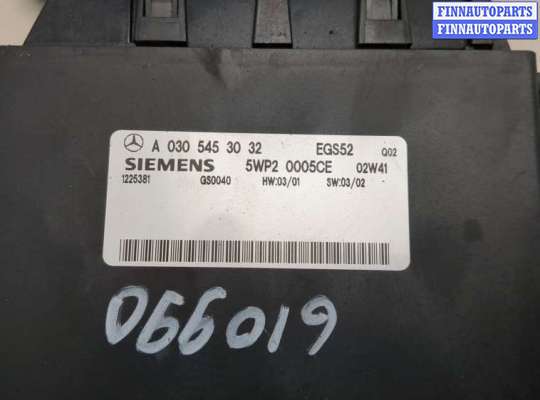 FINNAUTOPARTS
FINNAUTOPARTS
A 030 545 30 32 EGS52 Q02
SIEMENS 5WP2 0005CE 02W41
1225381 GS0040 HW:03/01 SW:03/02 -
066019